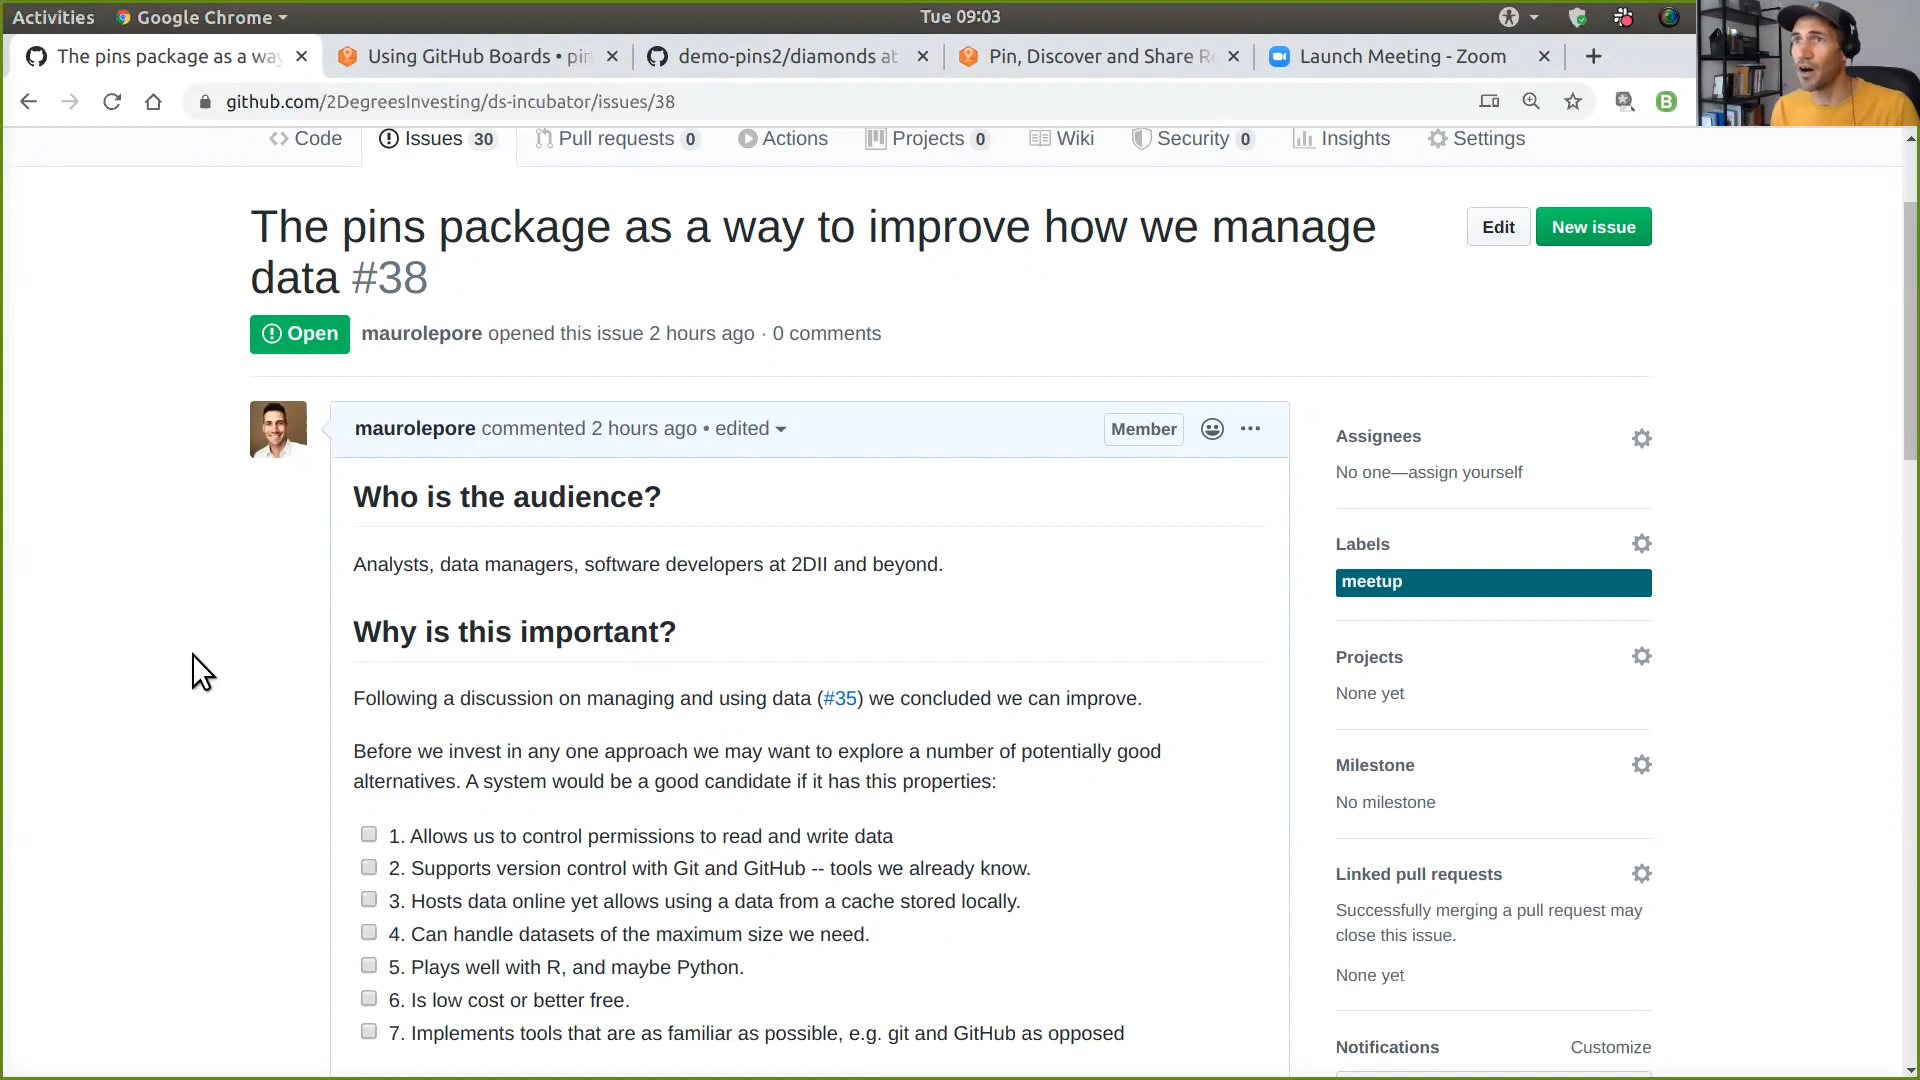 Activities Google Chrome Tue 09:03
The pins package as a way Using GitHub Boards • pin demo-pins2/diamonds at Pin, Discover and Share Re Launch Meeting - Zoom
github.com/2DegreesInvesting/ds-incubator/issues/38
Code Issues 30 Pull requests 0 Actions Projects 0 Wiki Security 0 Insights Settings
The pins package as a way to improve how we manage
data #38
Edit New issue
Open maurolepore opened this issue 2 hours ago · 0 comments
maurolepore commented 2 hours ago • edited Member
Who is the audience?
Analysts, data managers, software developers at 2DII and beyond.
Why is this important?
Following a discussion on managing and using data (#35) we concluded we can improve.
Before we invest in any one approach we may want to explore a number of potentially good
alternatives. A system would be a good candidate if it has this properties:
1. Allows us to control permissions to read and write data
2. Supports version control with Git and GitHub -- tools we already know.
3. Hosts data online yet allows using a data from a cache stored locally.
4. Can handle datasets of the maximum size we need.
5. Plays well with R, and maybe Python.
6. Is low cost or better free.
7. Implements tools that are as familiar as possible, e.g. git and GitHub as opposed
Assignees
No one—assign yourself
Labels
meetup
Projects
None yet
Milestone
No milestone
Linked pull requests
Successfully merging a pull request may
close this issue.
None yet
Notifications Customize